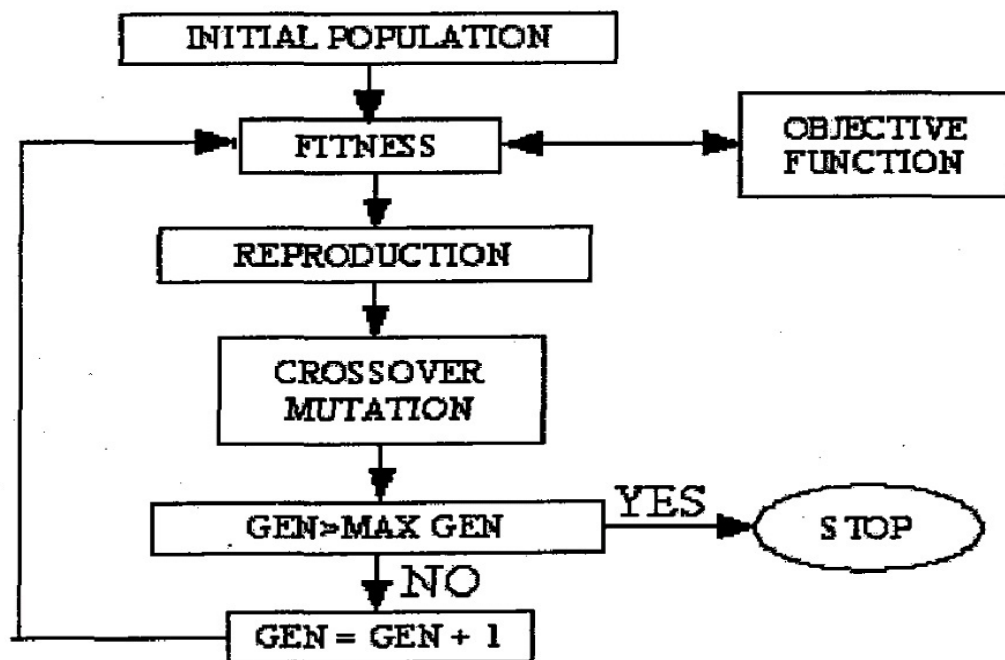 INITIAL POPULATION
FITNESS
OBJECTIVE
FUNCTION
REPRODUCTION
CROSSOVER
MUTATION
GEN>MAX GEN
YES
STOP
NO
GEN = GEN + 1